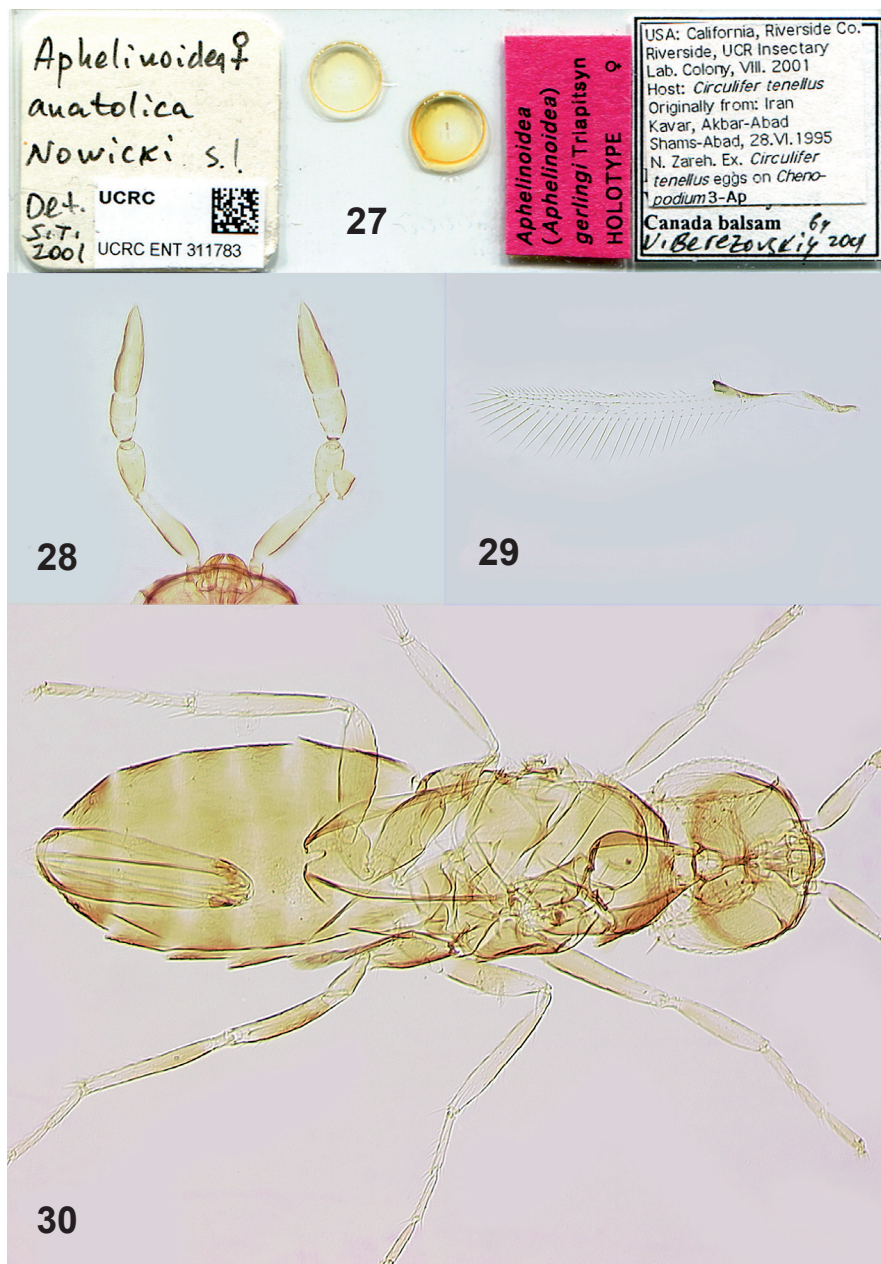 Aphelinoidea ♀
anatolica
Nowicki s.l.
Det.
S.T.
2001
UCRC
UCRC ENT 311783
27
Aphelinoidea
(Aphelinoidea)
gerlingi Triapitsyn
HOLOTYPE ♀
USA: California, Riverside Co.
Riverside, UCR Insectary
Lab. Colony, VIII. 2001
Host: Circulifer tenellus
Originally from: Iran
Kavar, Akbar-Abad
Shams-Abad, 28.VI.1995
N. Zareh. Ex. Circulifer
tenellus eggs on Cheno-
podium 3-Ap
Canada balsam by
V. Berezovskiy 2001
28
29
30